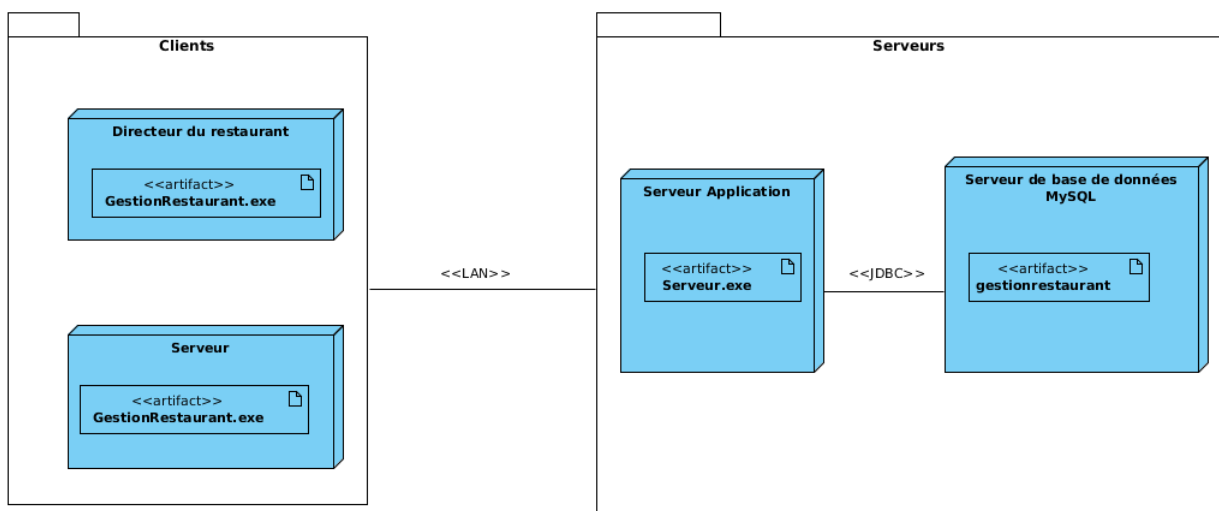 Clients
Directeur du restaurant
<<artifact>>
GestionRestaurant.exe
Serveur
<<artifact>>
GestionRestaurant.exe
<<LAN>>
Serveurs
Serveur Application
<<artifact>>
Serveur.exe
<<JDBC>>
Serveur de base de données
MySQL
<<artifact>>
gestionrestaurant